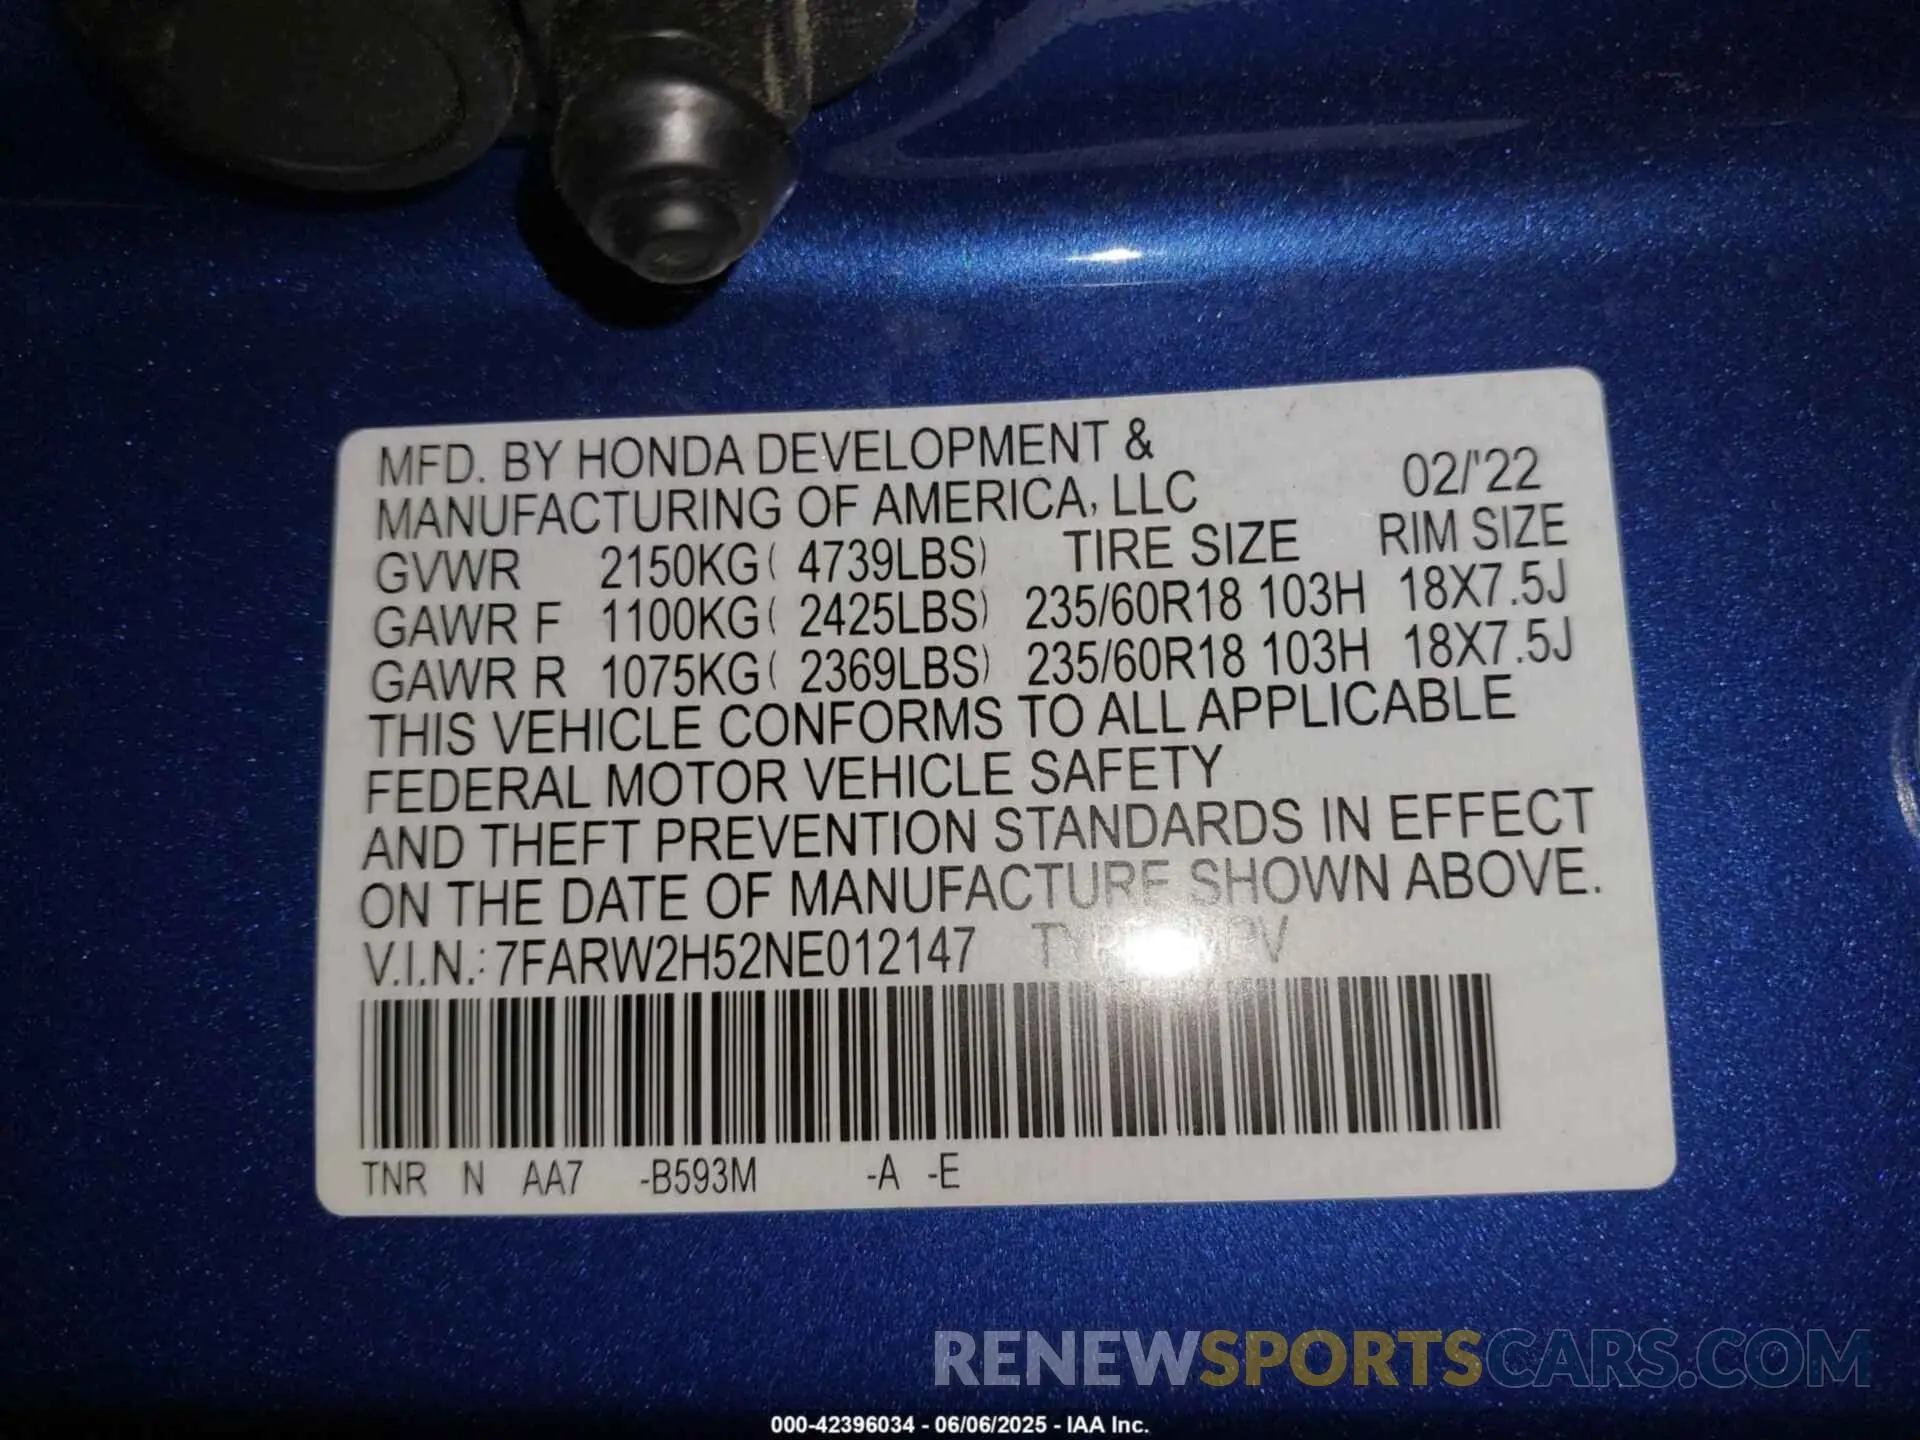 MFD. BY HONDA DEVELOPMENT &
MANUFACTURING OF AMERICA, LLC 02/'22
GVWR 2150KG( 4739LBS) TIRE SIZE RIM SIZE
GAWR F 1100KG( 2425LBS) 235/60R18 103H 18X7.5J
GAWR R 1075KG( 2369LBS) 235/60R18 103H 18X7.5J
THIS VEHICLE CONFORMS TO ALL APPLICABLE
FEDERAL MOTOR VEHICLE SAFETY
AND THEFT PREVENTION STANDARDS IN EFFECT
ON THE DATE OF MANUFACTURE SHOWN ABOVE.
V.I.N.: 7FARW2H52NE012147
TNR N AA7 -B593M -A -E
RENEWSPORTSCARS.COM
000-42396034 - 06/06/2025 - IAA Inc.